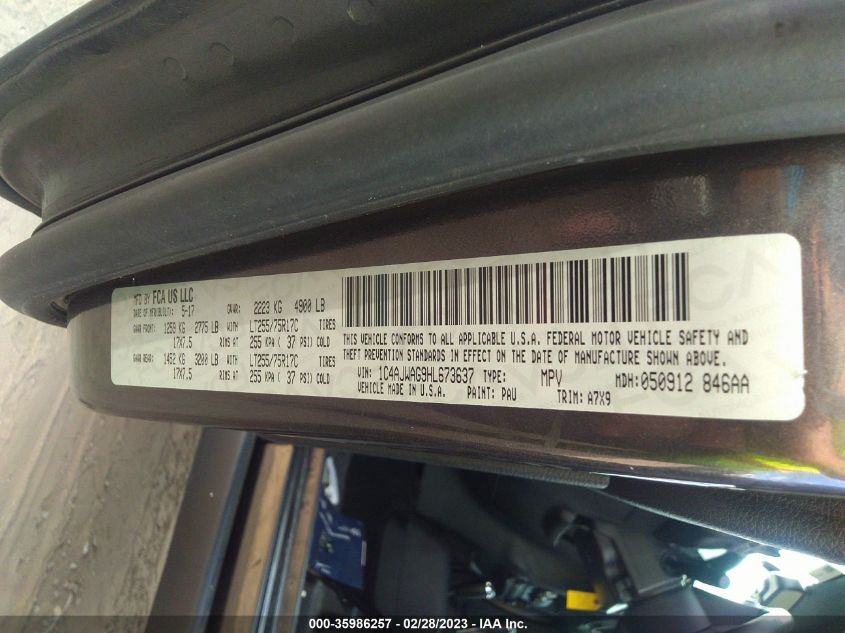 MFD BY FCA US LLC
DATE OF MFR(BUILT): 5-17 GVWR: 2223 KG 4900 LB
GAWR FRONT: 1259 KG 2775 LB WITH LT255/75R17C TIRES
17X7.5 RIMS AT 255 KPA ( 37 PSI) COLD
GAWR REAR: 1452 KG 3200 LB WITH LT255/75R17C TIRES
17X7.5 RIMS AT 255 KPA ( 37 PSI) COLD
THIS VEHICLE CONFORMS TO ALL APPLICABLE U.S.A. FEDERAL MOTOR VEHICLE SAFETY AND
THEFT PREVENTION STANDARDS IN EFFECT ON THE DATE OF MANUFACTURE SHOWN ABOVE.
VIN: 1C4AJWAG9HL673637 TYPE: MPV MDH: 050912 846AA
VEHICLE MADE IN U.S.A. PAINT: PAU TRIM: A7X9
000-35986257 - 02/28/2023 - IAA Inc.